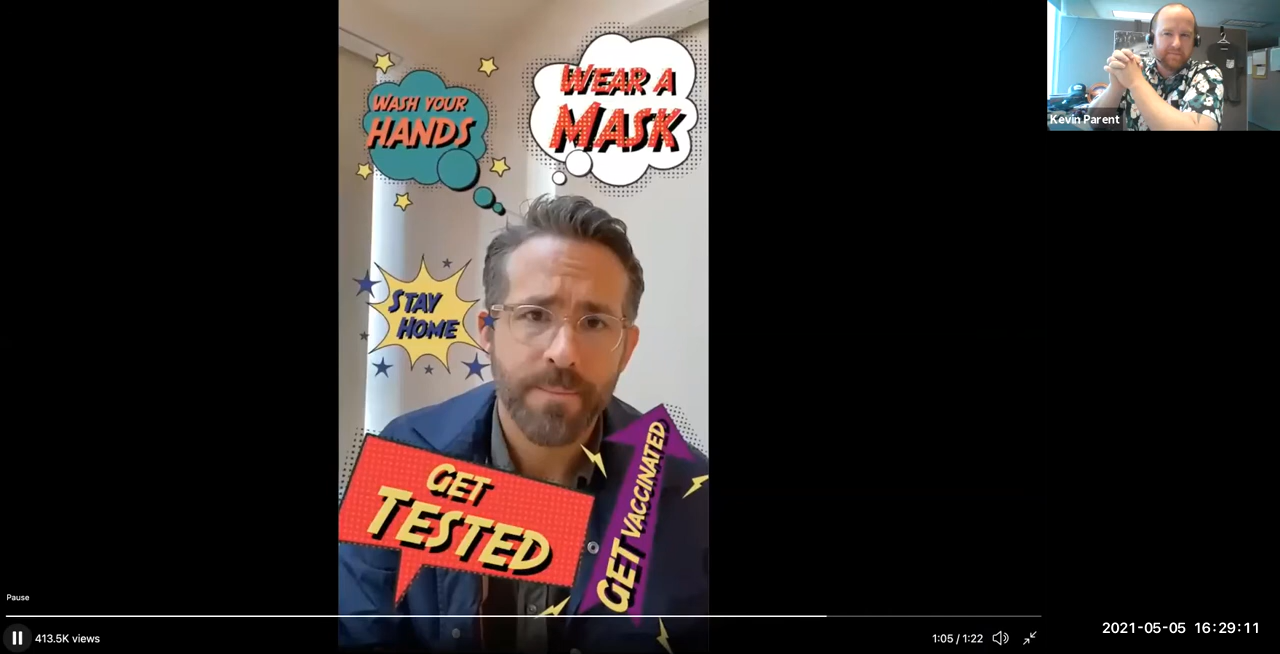 WASH YOUR
HANDS
WEAR A
MASK
STAY
HOME
GET
TESTED
GET VACCINATED
Kevin Parent
Pause
413.5K views
1:05 / 1:22
2021-05-05 16:29:11